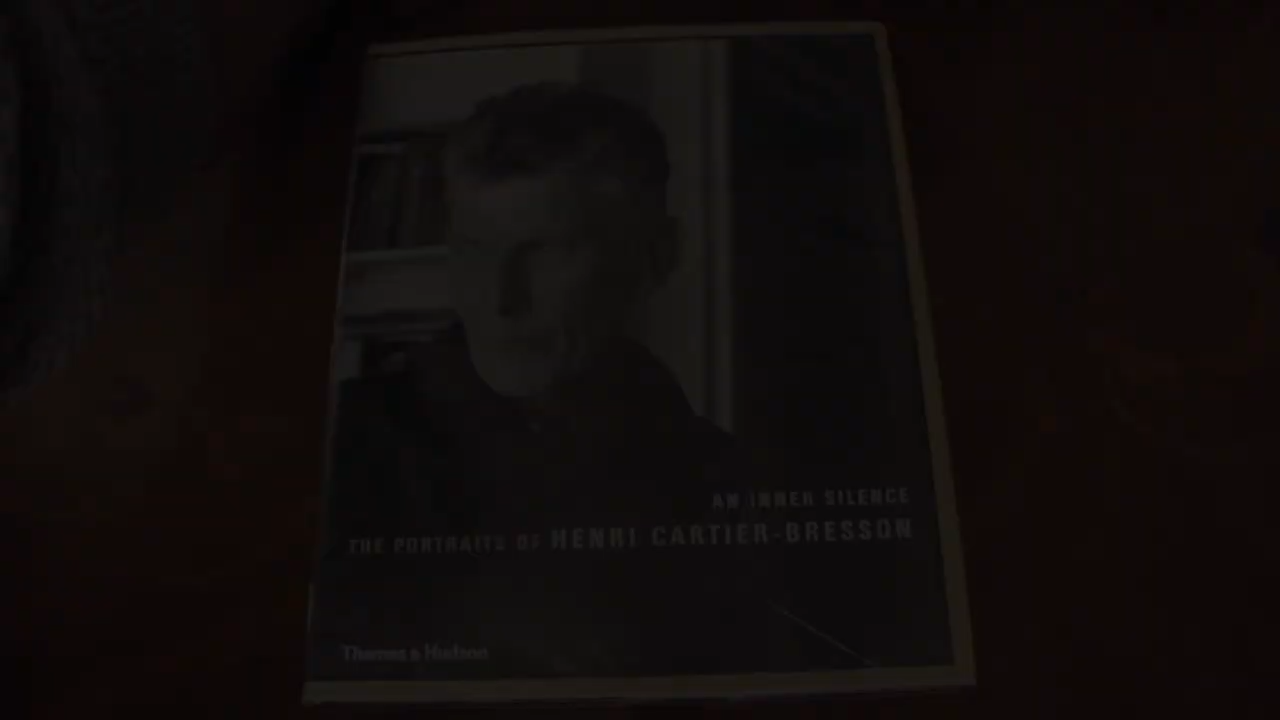 AN INNER SILENCE
THE PORTRAITS OF HENRI CARTIER-BRESSON
Thames & Hudson